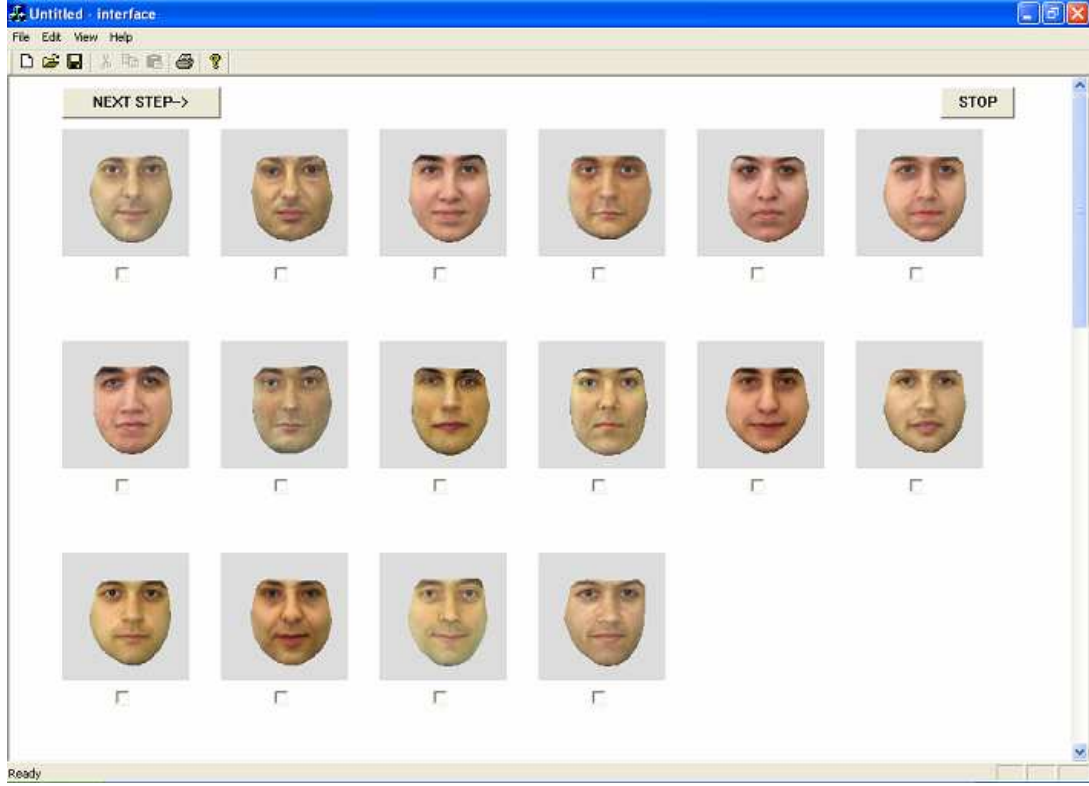 Untitled - interface
File Edit View Help
NEXT STEP-->
STOP
Ready